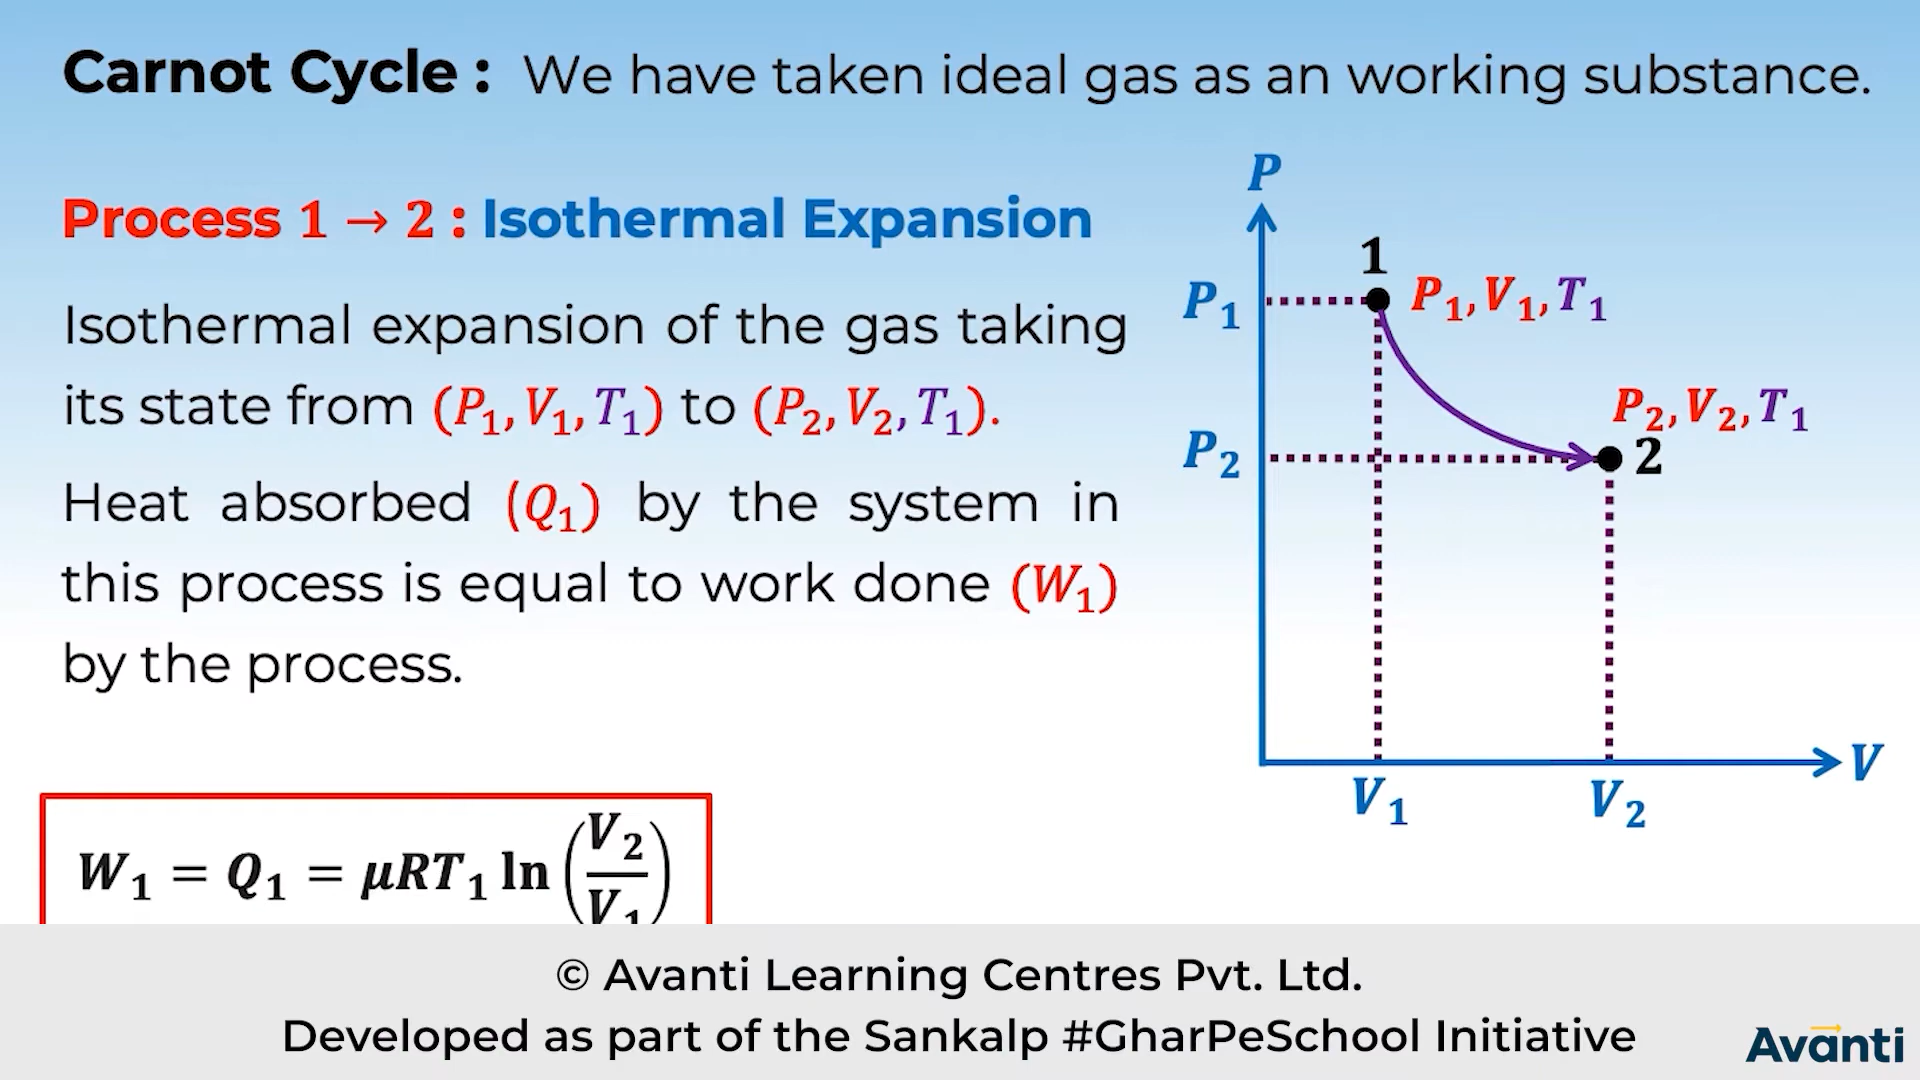 Carnot Cycle : We have taken ideal gas as an working substance.
Process 1 → 2 : Isothermal Expansion
Isothermal expansion of the gas taking
its state from (P₁, V₁, T₁) to (P₂, V₂, T₁).
Heat absorbed (Q₁) by the system in
this process is equal to work done (W₁)
by the process.
W₁ = Q₁ = μRT₁ ln (V₂/V₁)
P
1
P₁
P₁, V₁, T₁
P₂, V₂, T₁
P₂
2
V
V₁
V₂
© Avanti Learning Centres Pvt. Ltd.
Developed as part of the Sankalp #GharPeSchool Initiative
Avanti